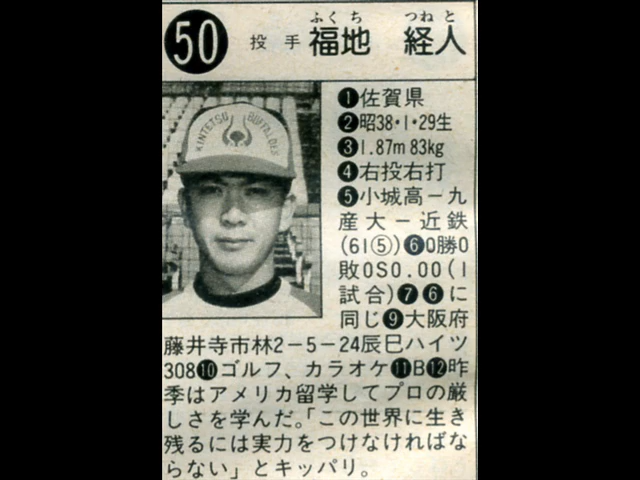 50 投手 福地 経人
ふくち つねと
KINTETSU BUFFALOES
❶佐賀県
❷昭38・1・29生
❸1.87m 83kg
❹右投右打
❺小城高－九
産大－近鉄
(61⑤)❻0勝0
敗0S0.00(1
試合)❼❻に
同じ❾大阪府
藤井寺市林2－5－24辰巳ハイツ
308❿ゴルフ、カラオケ⓫B⓬昨
季はアメリカ留学してプロの厳
しさを学んだ。「この世界に生き
残るには実力をつけなければな
らない」とキッパリ。